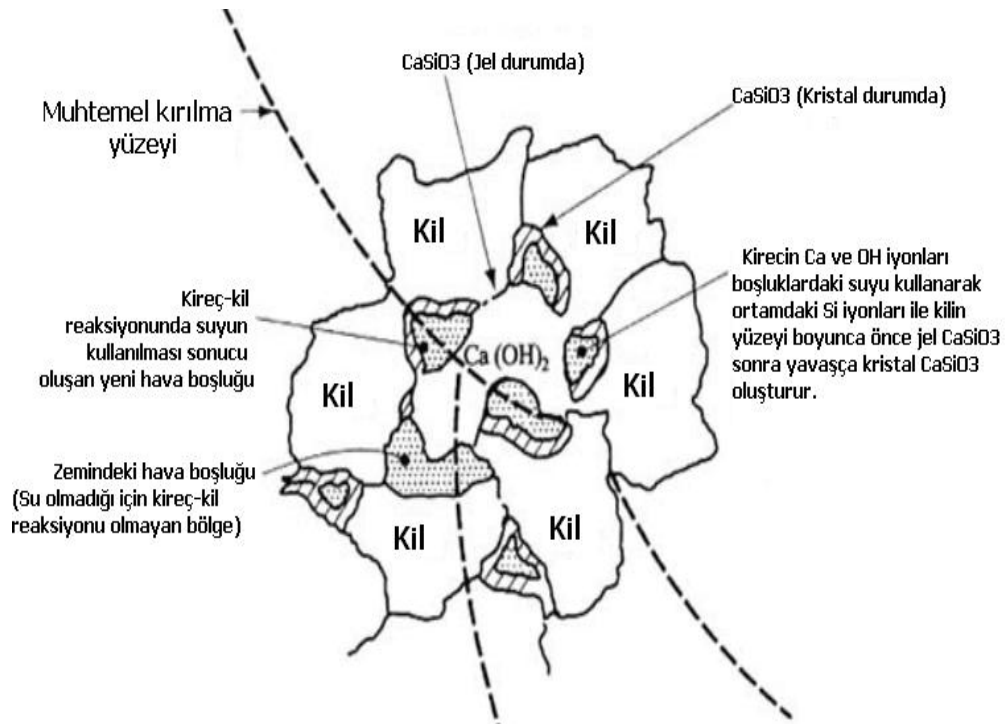 CaSiO3 (Jel durumda)
CaSiO3 (Kristal durumda)
Muhtemel kırılma
yüzeyi
Kil
Kil
Kirecin Ca ve OH iyonları
boşluklardaki suyu kullanarak
ortamdaki Si iyonları ile kilin
yüzeyi boyunca önce jel CaSiO3
sonra yavaşça kristal CaSiO3
oluşturur.
Kireç-kil
reaksiyonunda suyun
kullanılması sonucu
oluşan yeni hava boşluğu
Ca (OH)₂
Kil
Kil
Zemindeki hava boşluğu
(Su olmadığı için kireç-kil
reaksiyonu olmayan bölge)
Kil
Kil